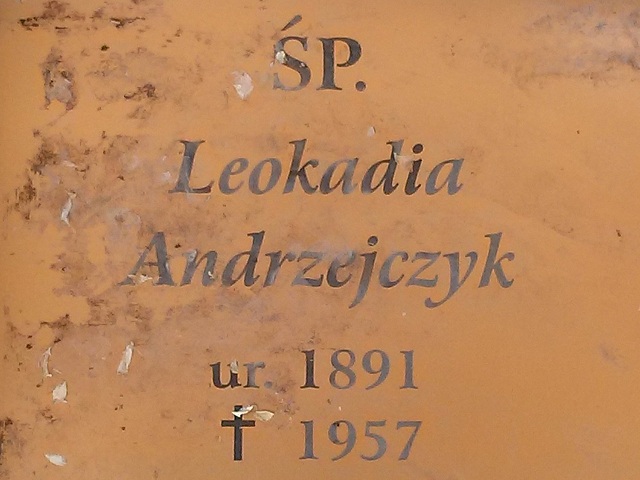 ŚP.
Leokadia
Andrzejczyk
ur. 1891
† 1957